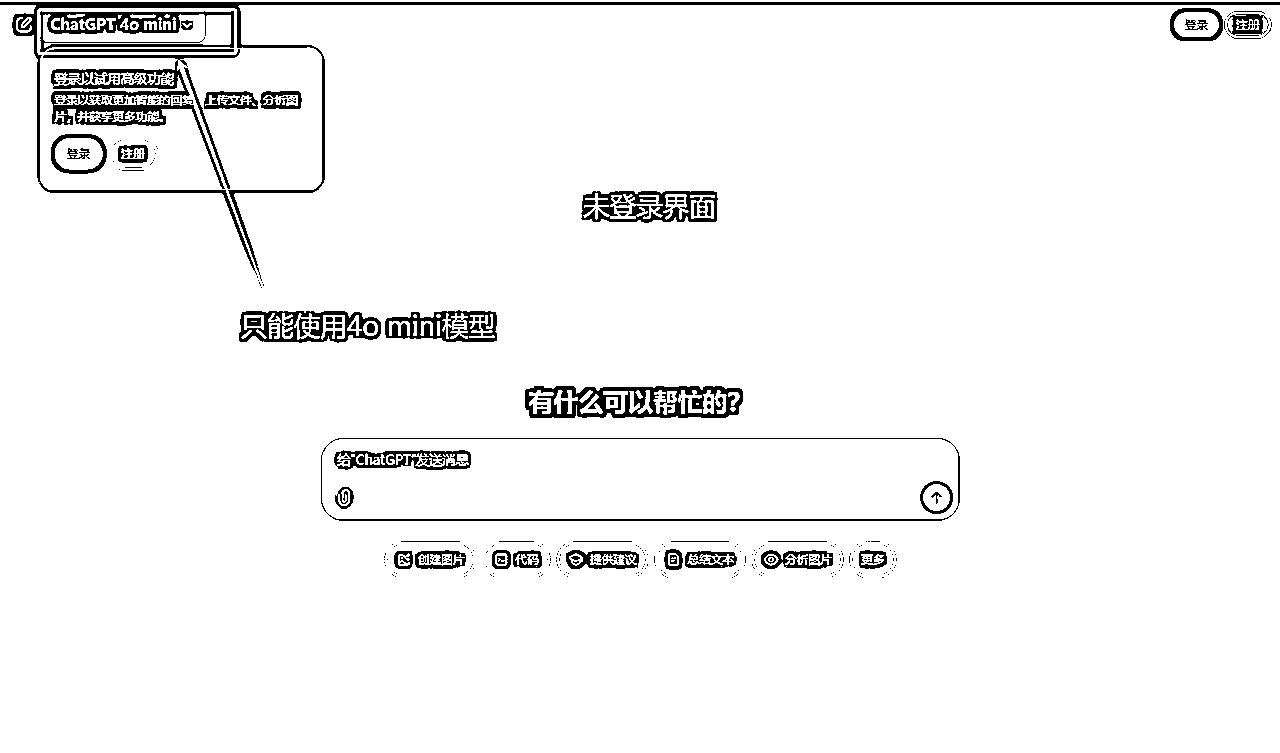 ChatGPT 4o mini
登录
注册
登录以试用高级功能
登录以获取更加智能的回复、上传文件、分析图
片，并获享更多功能。
登录
注册
未登录界面
只能使用4o mini模型
有什么可以帮忙的？
给"ChatGPT"发送消息
创建图片
代码
提供建议
总结文本
分析图片
更多